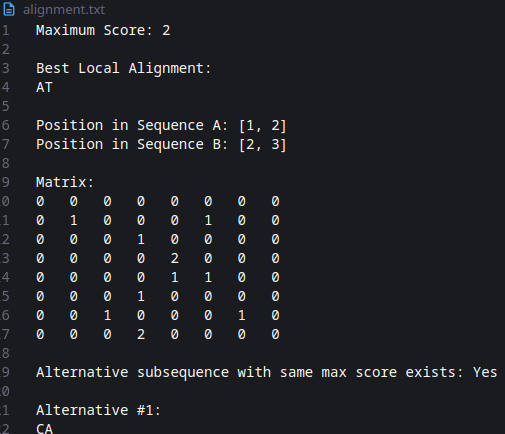 alignment.txt
1 Maximum Score: 2
2
3 Best Local Alignment:
4 AT
5
6 Position in Sequence A: [1, 2]
7 Position in Sequence B: [2, 3]
8
9 Matrix:
0 0 0 0 0 0 0 0 0
1 0 1 0 0 0 1 0 0
2 0 0 0 1 0 0 0 0
3 0 0 0 0 2 0 0 0
4 0 0 0 0 1 1 0 0
5 0 0 0 1 0 0 0 0
6 0 0 1 0 0 0 1 0
7 0 0 0 2 0 0 0 0
8
9 Alternative subsequence with same max score exists: Yes
0
1 Alternative #1:
2 CA